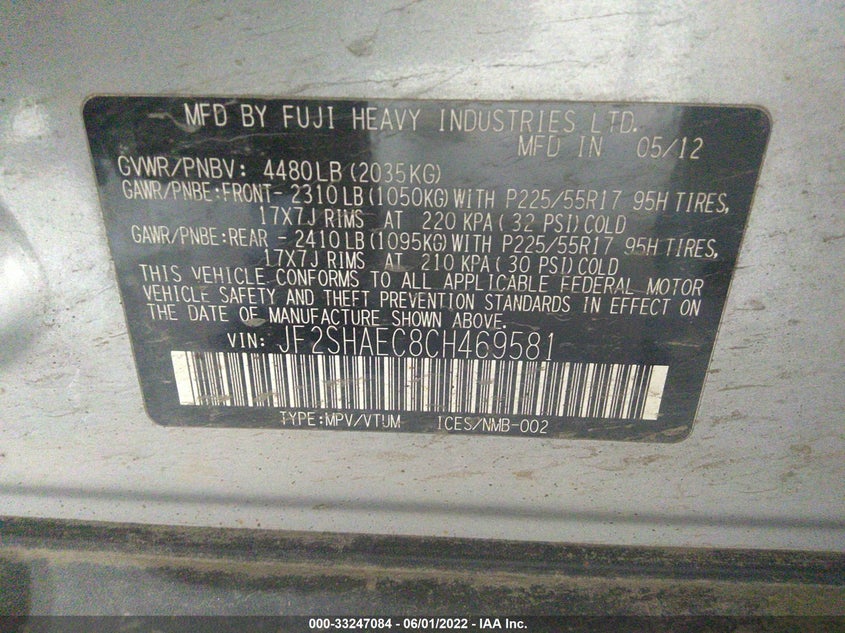 MFD BY FUJI HEAVY INDUSTRIES LTD.
MFD IN 05/12
GVWR/PNBV: 4480LB(2035KG)
GAWR/PNBE:FRONT-2310LB(1050KG)WITH P225/55R17 95H TIRES,
17X7J RIMS AT 220 KPA(32 PSI)COLD
GAWR/PNBE:REAR -2410LB(1095KG)WITH P225/55R17 95H TIRES,
17X7J RIMS AT 210 KPA(30 PSI)COLD
THIS VEHICLE CONFORMS TO ALL APPLICABLE FEDERAL MOTOR
VEHICLE SAFETY AND THEFT PREVENTION STANDARDS IN EFFECT ON
THE DATE OF MANUFACTURE SHOWN ABOVE.
VIN: JF2SHAEC8CH469581
TYPE:MPV/VTUM ICES/NMB-002
000-33247084 - 06/01/2022 - IAA Inc.